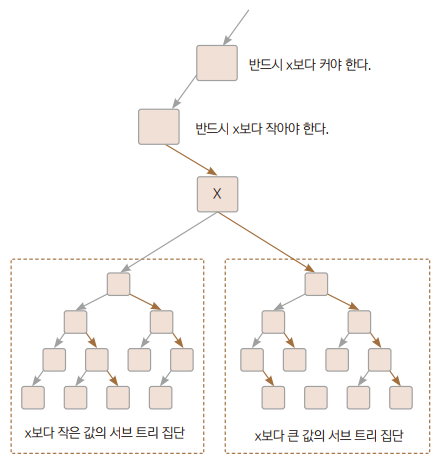 반드시 x보다 커야 한다.
반드시 x보다 작아야 한다.
X
x보다 작은 값의 서브 트리 집단
x보다 큰 값의 서브 트리 집단